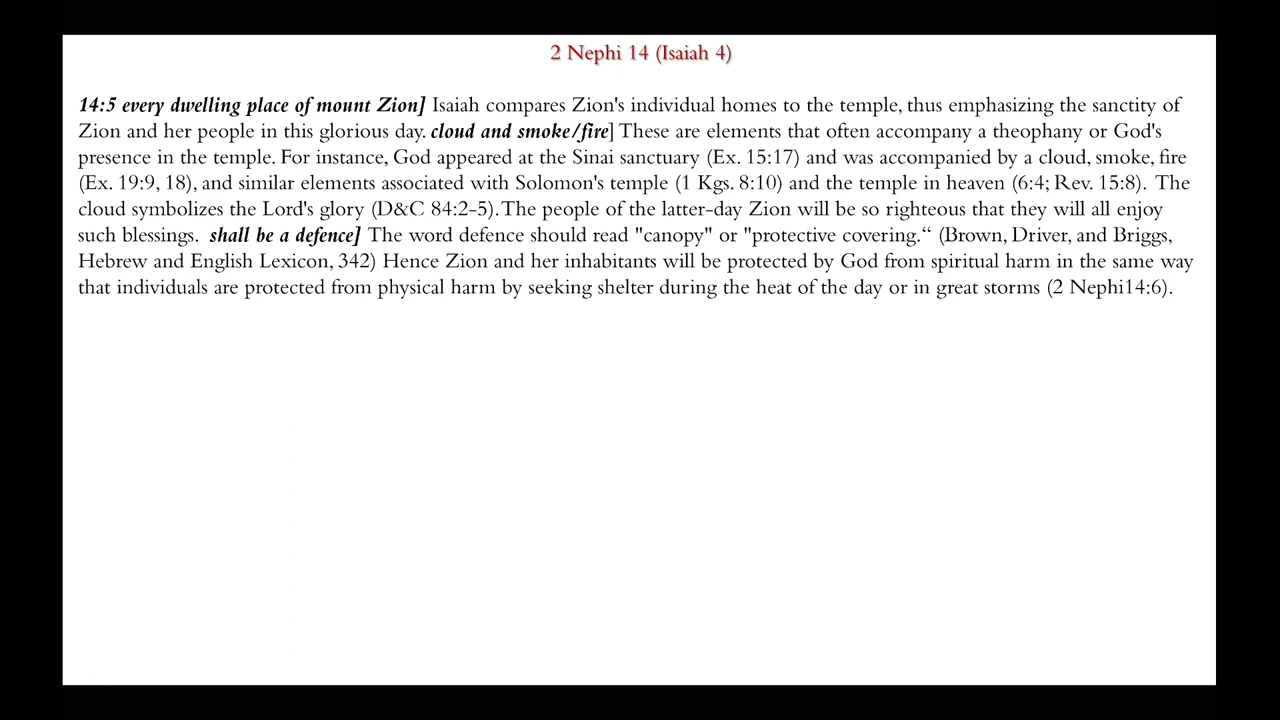 2 Nephi 14 (Isaiah 4)
14:5 every dwelling place of mount Zion] Isaiah compares Zion's individual homes to the temple, thus emphasizing the sanctity of
Zion and her people in this glorious day. cloud and smoke/fire] These are elements that often accompany a theophany or God's
presence in the temple. For instance, God appeared at the Sinai sanctuary (Ex. 15:17) and was accompanied by a cloud, smoke, fire
(Ex. 19:9, 18), and similar elements associated with Solomon's temple (1 Kgs. 8:10) and the temple in heaven (6:4; Rev. 15:8). The
cloud symbolizes the Lord's glory (D&C 84:2-5). The people of the latter-day Zion will be so righteous that they will all enjoy
such blessings. shall be a defence] The word defence should read "canopy" or "protective covering.“ (Brown, Driver, and Briggs,
Hebrew and English Lexicon, 342) Hence Zion and her inhabitants will be protected by God from spiritual harm in the same way
that individuals are protected from physical harm by seeking shelter during the heat of the day or in great storms (2 Nephi14:6).